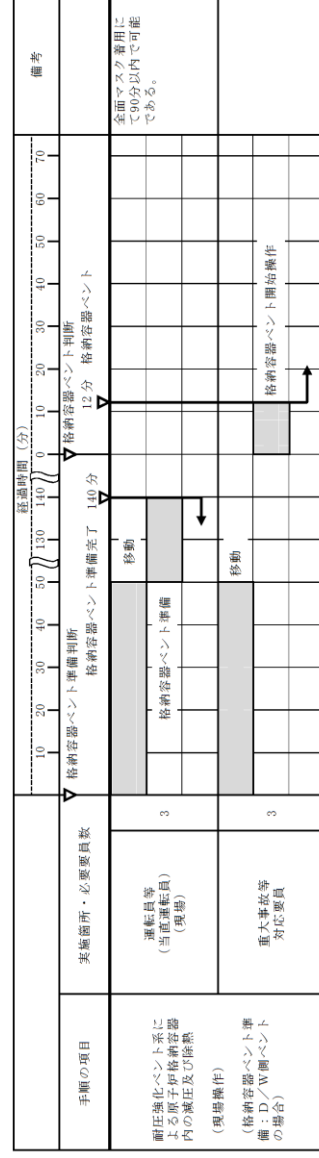 経過時間（分）
備考
10 20 30 40 50 130 140 0 10 20 30 40 50 60 70
手順の項目
実施箇所・必要要員数
格納容器ベント準備判断
格納容器ベント準備完了 140 分
格納容器ベント判断
12 分 格納容器ベント
耐圧強化ベント系に
よる原子炉格納容器
内の減圧及び除熱
(現場操作)
(格納容器ベント準
備：D／W側ベント
の場合)
運転員等
(当直運転員)
(現場)
3
移動
格納容器ベント準備
全面マスク着用に
て90分以内で可能
である。
重大事故等
対応要員
3
移動
格納容器ベント開始操作